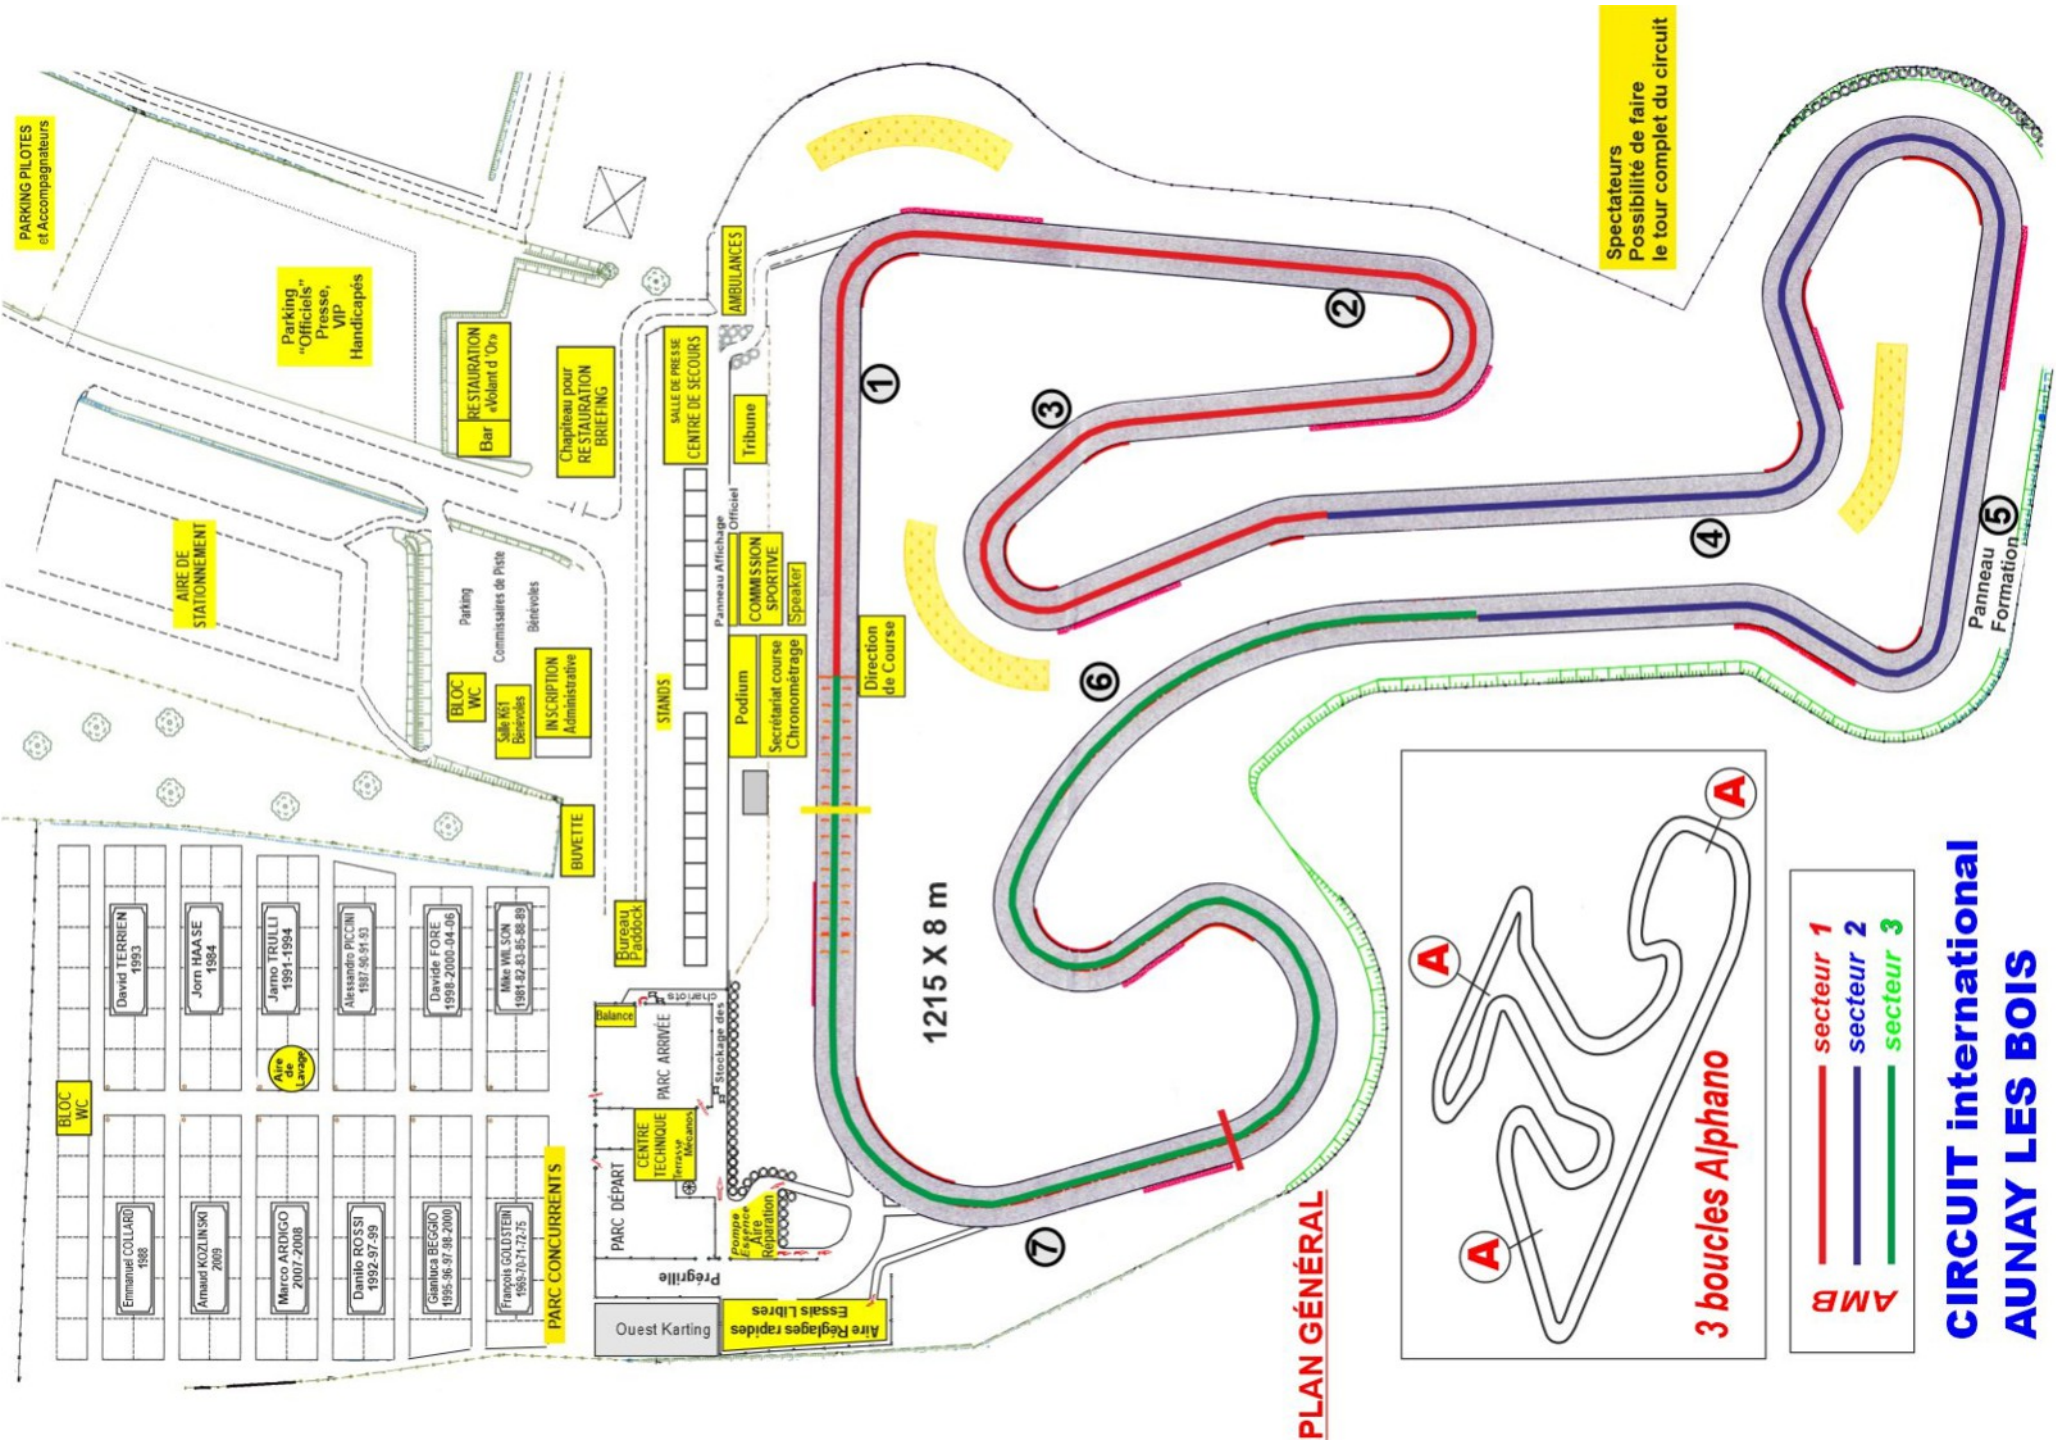 PARKING PILOTES
et Accompagnateurs
Parking
“Officiels”
Presse,
VIP
Handicapés
AIRE DE
STATIONNEMENT
RESTAURATION
«Volant d 'Or»
Bar
Chapiteau pour
RESTAURATION
BRIEFING
AMBULANCES
SALLE DE PRESSE
CENTRE DE SECOURS
Tribune
Panneau Affichage
Officiel
COMMISSION
SPORTIVE
Speaker
Parking
Commissaires de Piste
Bénévoles
BLOC
WC
Salle K61
Bénévoles
INSCRIPTION
Administrative
STANDS
Podium
Secrétariat course
Chronométrage
Direction
de Course
BUVETTE
Bureau
Paddock
David TERRIEN
1993
Jorn HAASE
1984
Jarno TRULLI
1991-1994
Alessandro PICCINI
1987-90-91-93
Davide FORE
1998-2000-04-06
Mike WILSON
1981-82-83-85-88-89
Aire
de
Lavage
BLOC
WC
Emmanuel COLLARD
1988
Arnaud KOZLINSKI
2009
Marco ARDIGO
2007-2008
Danilo ROSSI
1992-97-99
Gianluca BEGGIO
1995-96-97-98-2000
François GOLDSTEIN
1969-70-71-72-75
PARC CONCURRENTS
Balance
PARC ARRIVÉE
Stockage des
chariots
CENTRE
TECHNIQUE
Terrasse
Mécanos
PARC DÉPART
Pompe
Essence
Aire
Réparation
Prégrille
Ouest Karting
Aire Réglages rapides
Essais Libres
Spectateurs
Possibilité de faire
le tour complet du circuit
1
2
3
4
5
6
7
Panneau
Formation
1215 X 8 m
PLAN GÉNÉRAL
A
A
A
3 boucles Alphano
AMB
secteur 1
secteur 2
secteur 3
CIRCUIT international
AUNAY LES BOIS